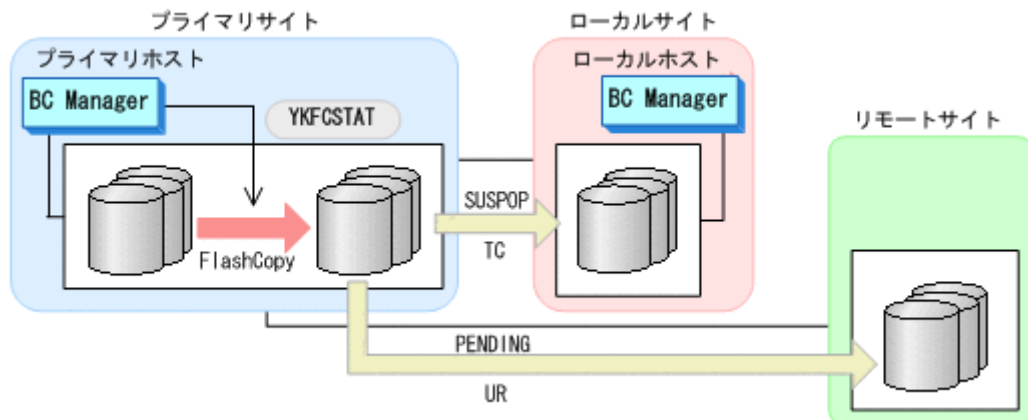 プライマリサイト
ローカルサイト
プライマリホスト
ローカルホスト
BC Manager
YKFCSTAT
BC Manager
リモートサイト
SUSPOP
FlashCopy
TC
PENDING
UR